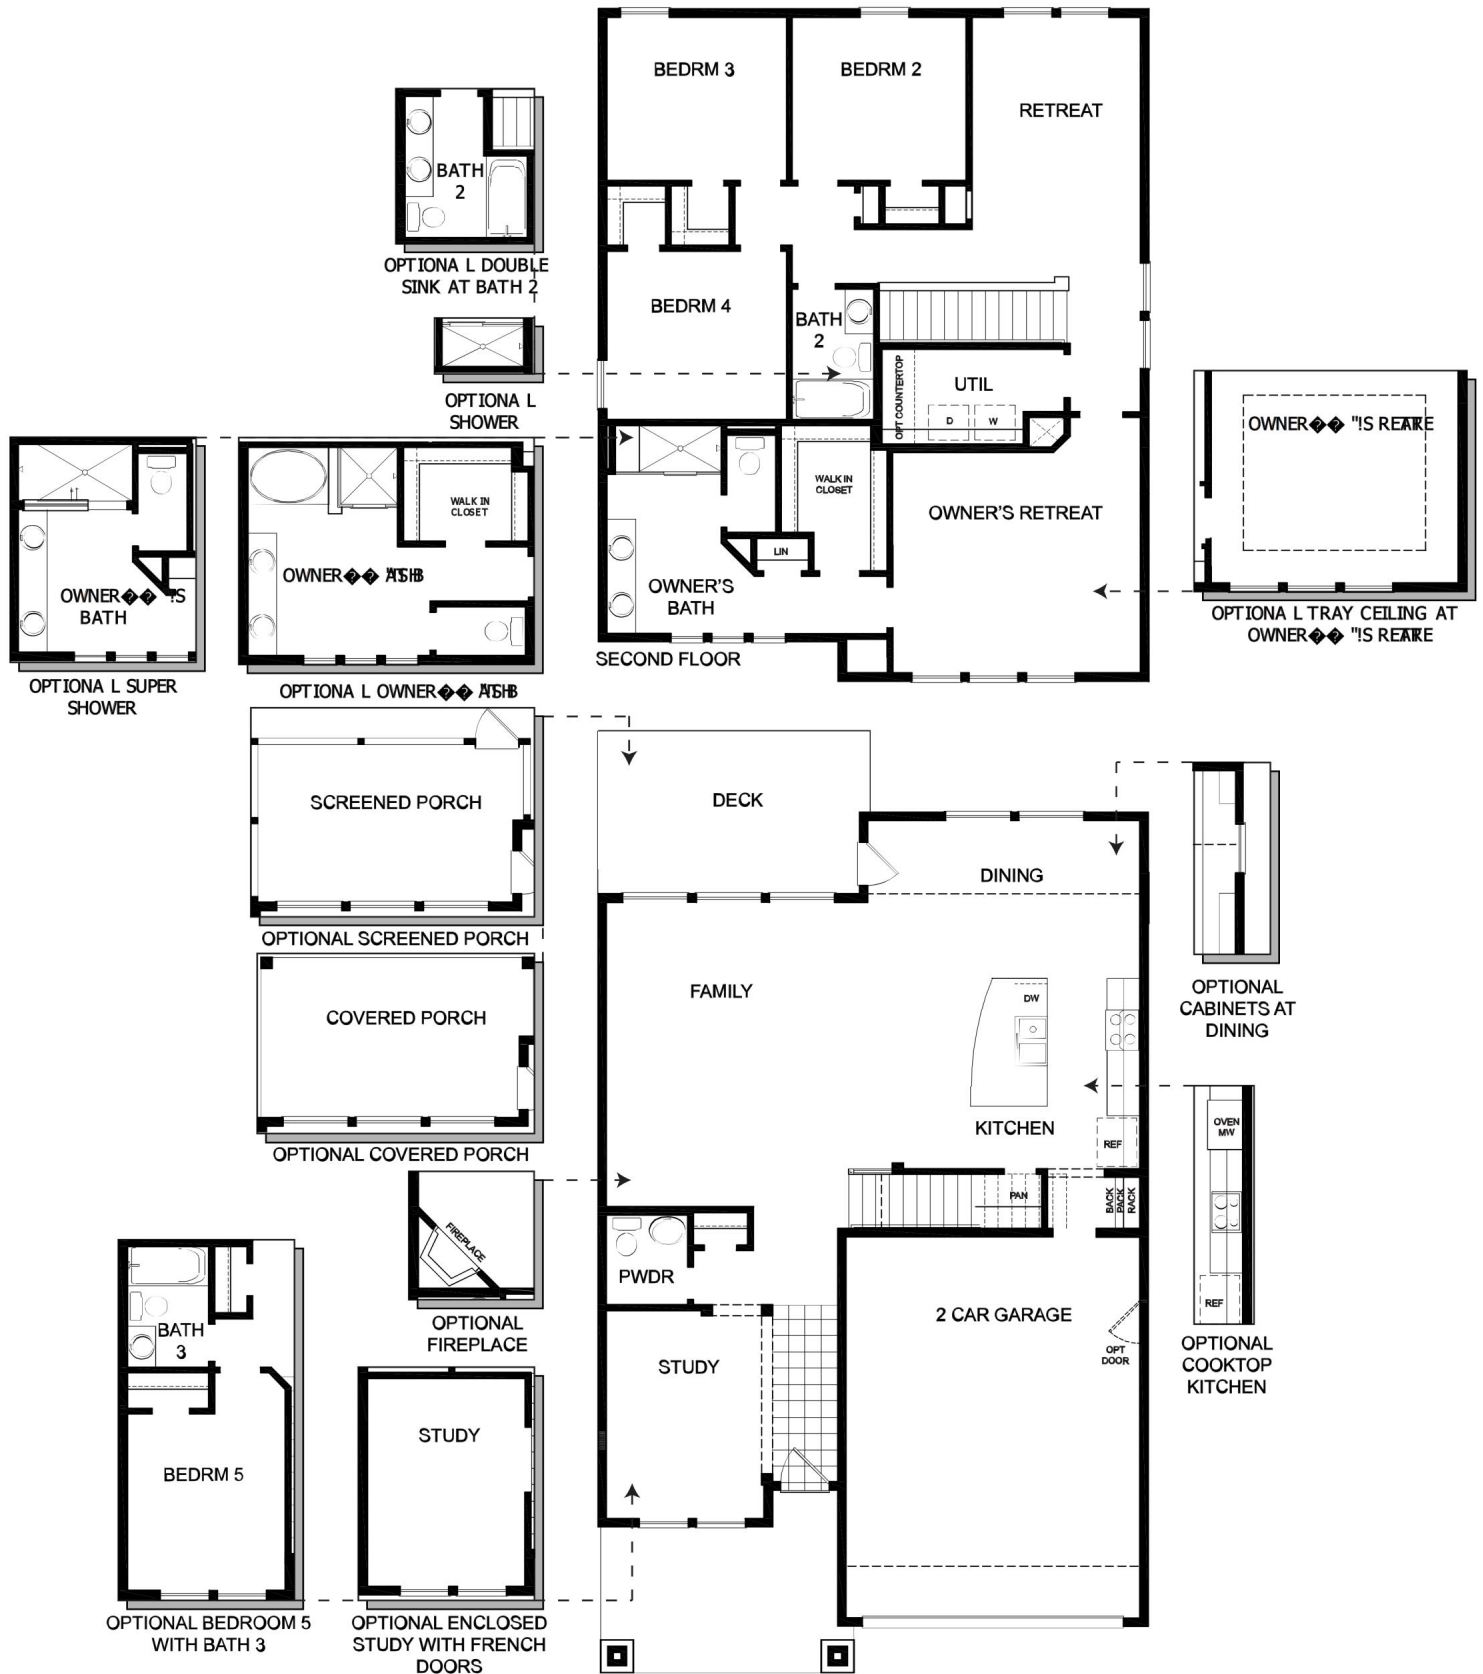 BEDRM 3
BEDRM 2
RETREAT
BATH
2
OPTIONA L DOUBLE
SINK AT BATH 2
BEDRM 4
BATH
2
OPTIONA L
SHOWER
OPT COUNTERTOP
UTIL
D
W
OPTIONA L TRAY CEILING AT
WALK IN
CLOSET
WALK IN
CLOSET
OWNER'S RETREAT
LIN
OWNER'S
BATH
BATH
SECOND FLOOR
OPTIONA L SUPER
SHOWER
SCREENED PORCH
DECK
DINING
OPTIONAL SCREENED PORCH
OPTIONAL
CABINETS AT
DINING
COVERED PORCH
FAMILY
DW
KITCHEN
REF
OVEN
MW
OPTIONAL COVERED PORCH
PAN
BACK
PACK
RACK
FIREPLACE
PWDR
REF
OPTIONAL
FIREPLACE
2 CAR GARAGE
OPT
DOOR
OPTIONAL
COOKTOP
KITCHEN
BATH
3
STUDY
STUDY
BEDRM 5
OPTIONAL BEDROOM 5
WITH BATH 3
OPTIONAL ENCLOSED
STUDY WITH FRENCH
DOORS